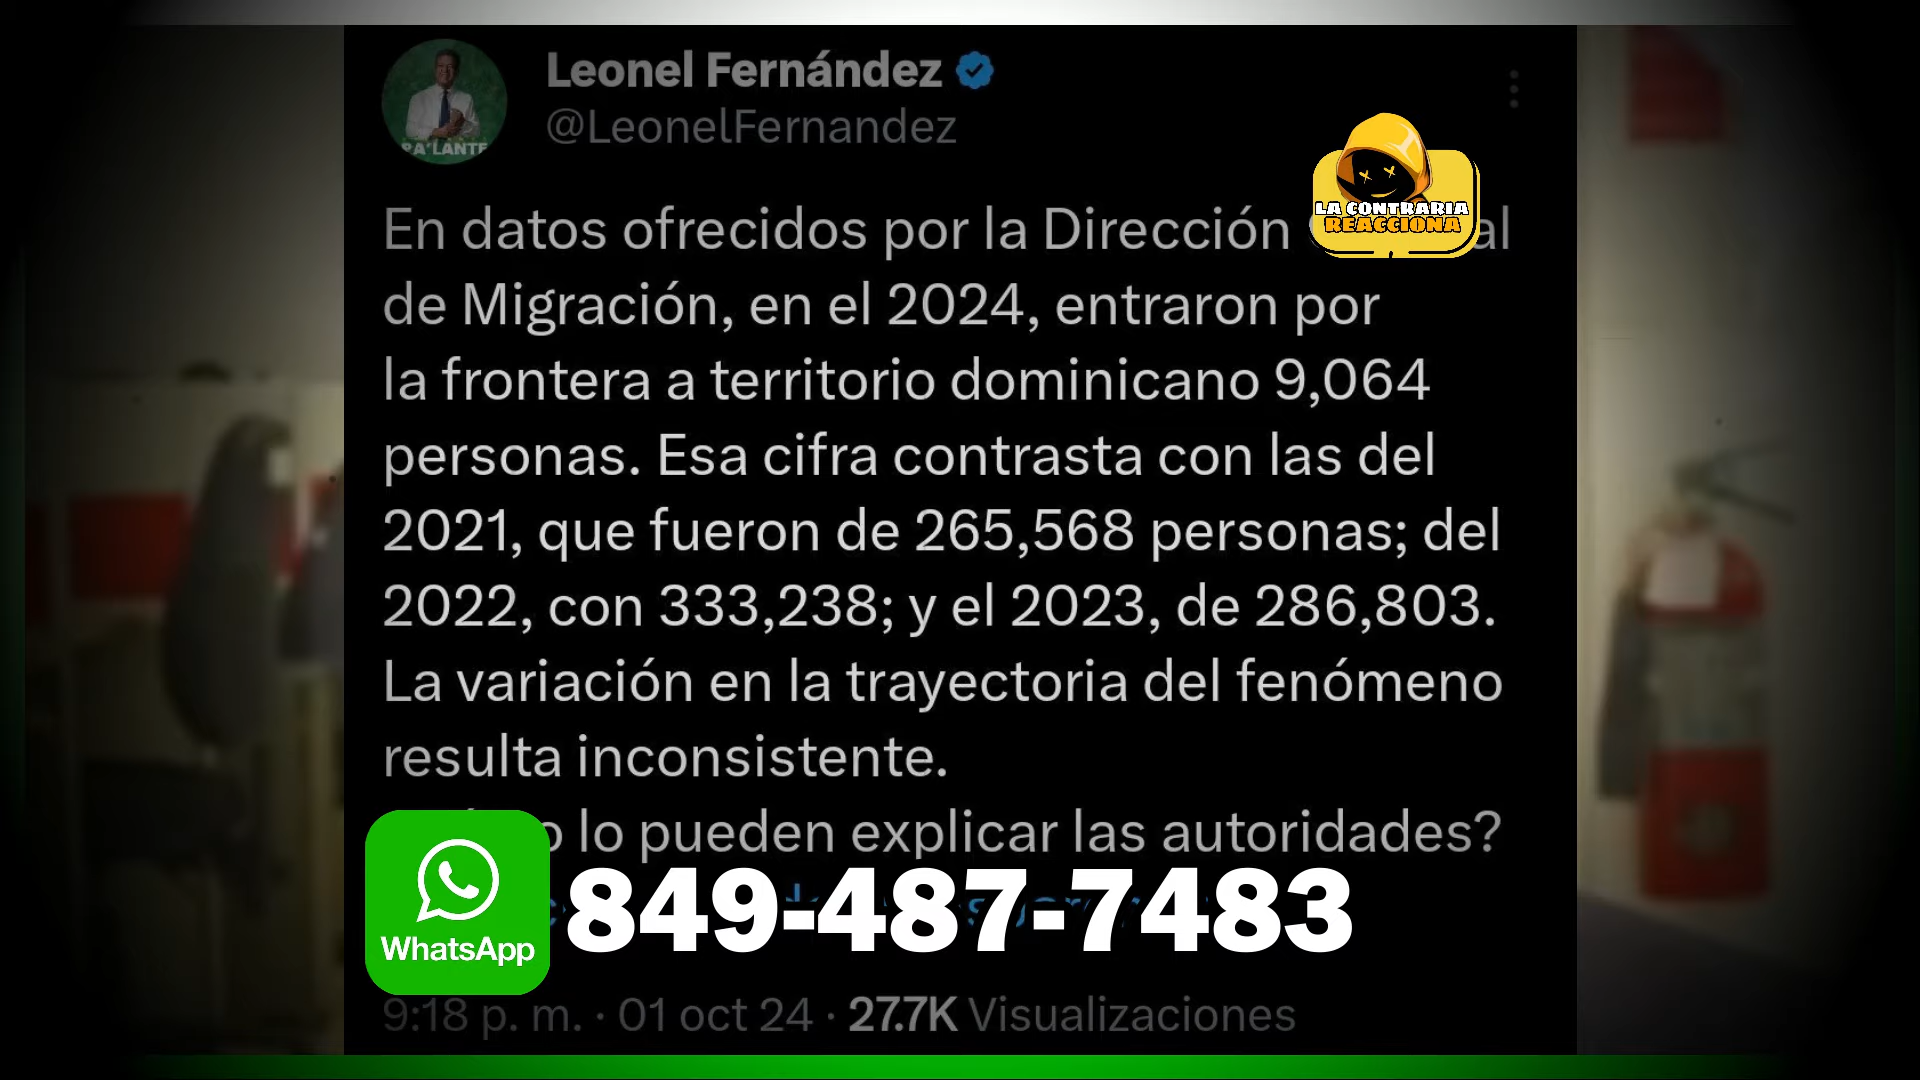 Leonel Fernández
@LeonelFernandez
PA'LANTE
LA CONTRARIA
REACCIONA
En datos ofrecidos por la Dirección al
de Migración, en el 2024, entraron por
la frontera a territorio dominicano 9,064
personas. Esa cifra contrasta con las del
2021, que fueron de 265,568 personas; del
2022, con 333,238; y el 2023, de 286,803.
La variación en la trayectoria del fenómeno
resulta inconsistente.
lo pueden explicar las autoridades?
WhatsApp
849-487-7483
9:18 p. m. · 01 oct 24 · 27.7K Visualizaciones